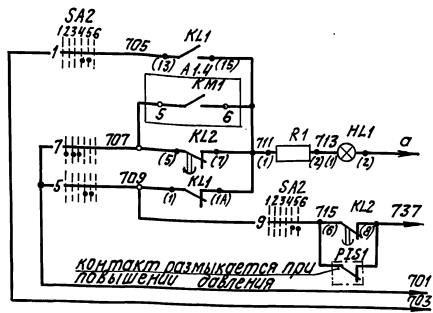 SA2
123456
1
705
KL1
(13)
(15)
A1.4
KM1
5
6
7
707
KL2
(5)
(7)
711
(1)
R1
713
(2)
(1)
HL1
(2)
a
5
709
KL1
(1)
(1A)
SA2
123456
9
715
KL2
737
(6)
(8)
PIS1
контакт размыкается при
повышении давления
701
703